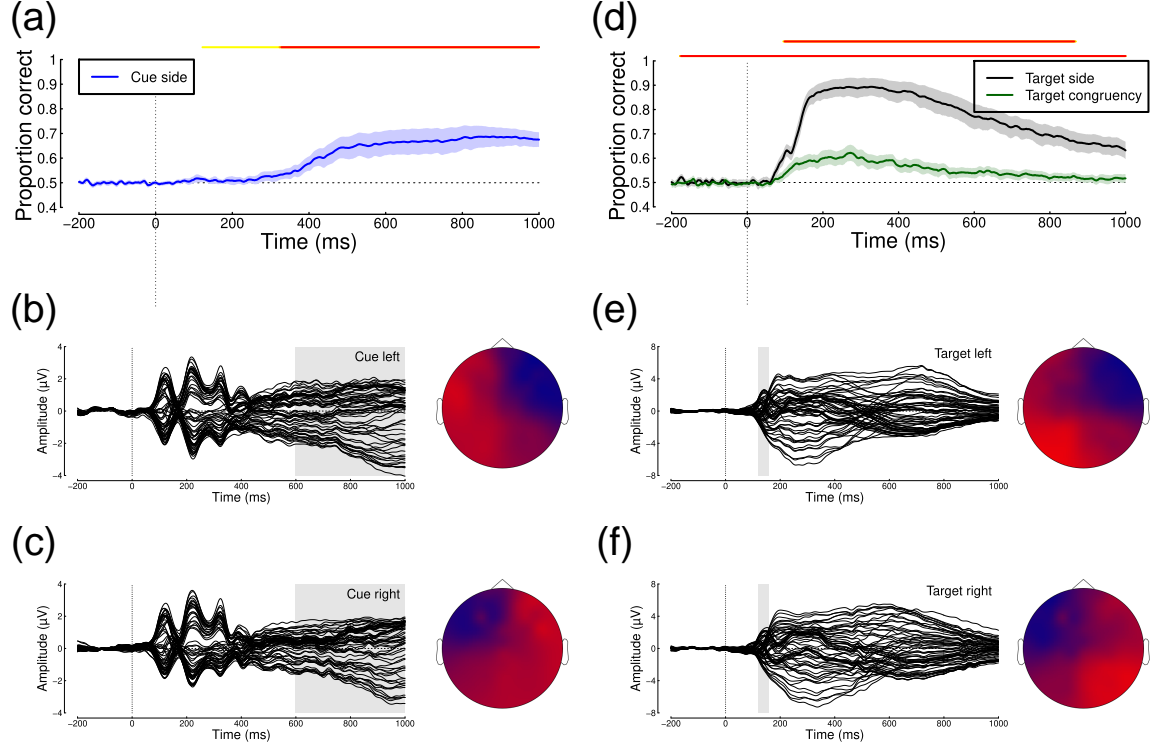 (a)
Proportion correct
1
0.9
0.8
0.7
0.6
0.5
0.4
Cue side
−200 0 200 400 600 800 1000
Time (ms)
(d)
Proportion correct
1
0.9
0.8
0.7
0.6
0.5
0.4
Target side
Target congruency
−200 0 200 400 600 800 1000
Time (ms)
(b)
Amplitude (µV)
4
2
0
−2
−4
Cue left
−200 0 200 400 600 800 1000
Time (ms)
(e)
Amplitude (µV)
8
4
0
−4
−8
Target left
−200 0 200 400 600 800 1000
Time (ms)
(c)
Amplitude (µV)
4
2
0
−2
−4
Cue right
−200 0 200 400 600 800 1000
Time (ms)
(f)
Amplitude (µV)
8
4
0
−4
−8
Target right
−200 0 200 400 600 800 1000
Time (ms)